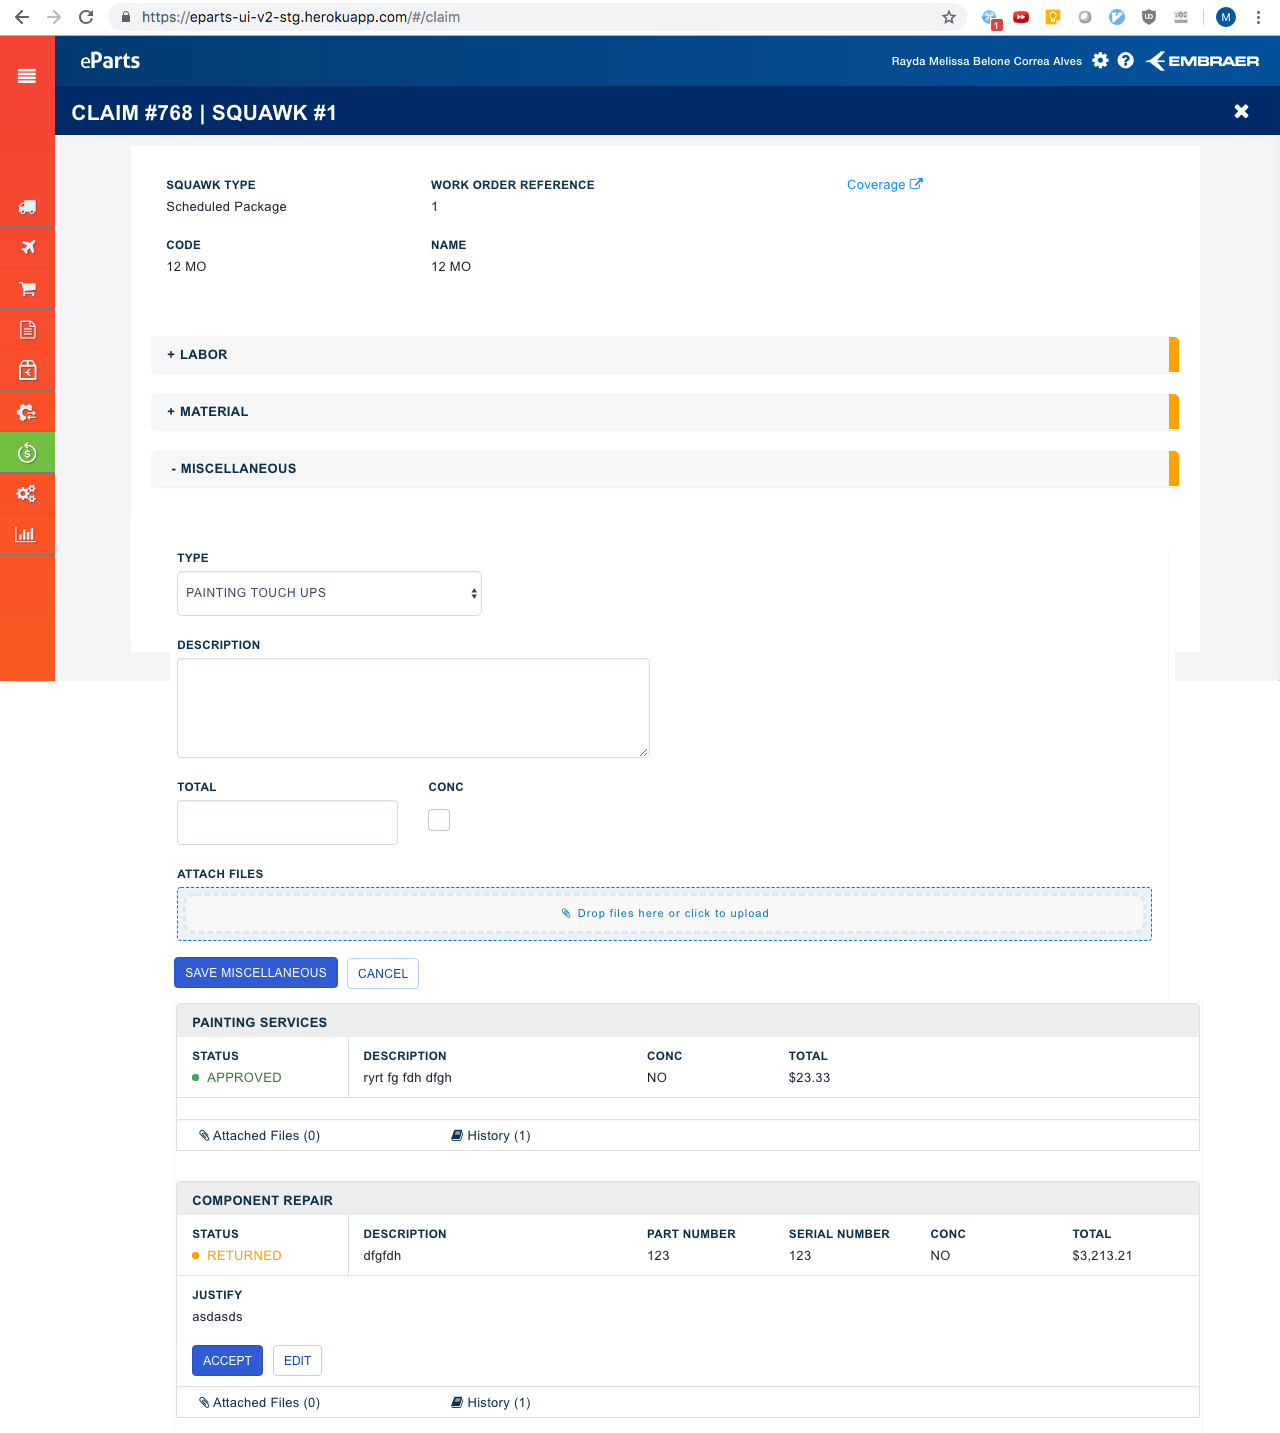 https://eparts-ui-v2-stg.herokuapp.com/#/claim
1
M
eParts
Rayda Melissa Belone Correa Alves
EMBRAER
CLAIM #768 | SQUAWK #1
SQUAWK TYPE WORK ORDER REFERENCE Coverage
Scheduled Package 1
CODE NAME
12 MO 12 MO
+ LABOR
+ MATERIAL
- MISCELLANEOUS
TYPE
PAINTING TOUCH UPS
DESCRIPTION
TOTAL CONC
ATTACH FILES
Drop files here or click to upload
SAVE MISCELLANEOUS CANCEL
PAINTING SERVICES
STATUS DESCRIPTION CONC TOTAL
APPROVED ryrt fg fdh dfgh NO $23.33
Attached Files (0) History (1)
COMPONENT REPAIR
STATUS DESCRIPTION PART NUMBER SERIAL NUMBER CONC TOTAL
RETURNED dfgfdh 123 123 NO $3,213.21
JUSTIFY
asdasds
ACCEPT EDIT
Attached Files (0) History (1)